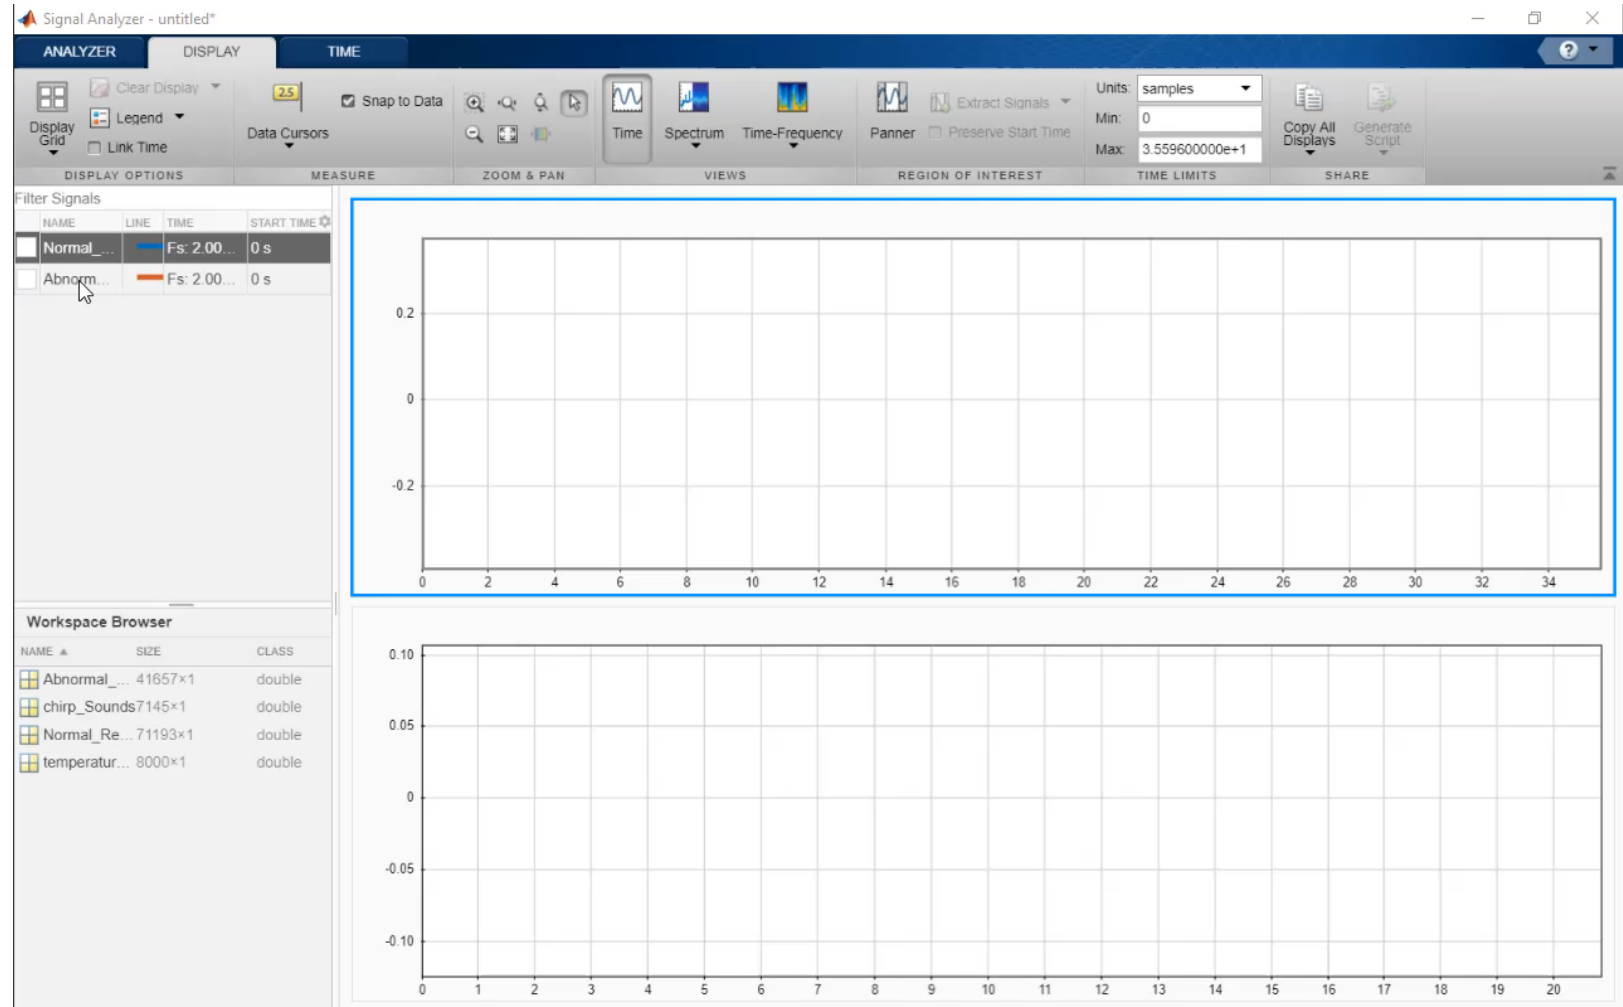 Signal Analyzer - untitled*
ANALYZER DISPLAY TIME
Display Grid
Clear Display
Legend
Link Time
DISPLAY OPTIONS
2.5
Data Cursors
Snap to Data
MEASURE
ZOOM & PAN
Time Spectrum Time-Frequency
VIEWS
Panner
Extract Signals
Preserve Start Time
REGION OF INTEREST
Units: samples
Min: 0
Max: 3.559600000e+1
TIME LIMITS
Copy All Displays
Generate Script
SHARE
?
Filter Signals
NAME LINE TIME START TIME
Normal_... Fs: 2.00... 0 s
Abnorm... Fs: 2.00... 0 s
0.2
0
-0.2
0 2 4 6 8 10 12 14 16 18 20 22 24 26 28 30 32 34
Workspace Browser
NAME SIZE CLASS
Abnormal_... 41657×1 double
chirp_Sounds 7145×1 double
Normal_Re... 71193×1 double
temperatur... 8000×1 double
0.10
0.05
0
-0.05
-0.10
0 1 2 3 4 5 6 7 8 9 10 11 12 13 14 15 16 17 18 19 20